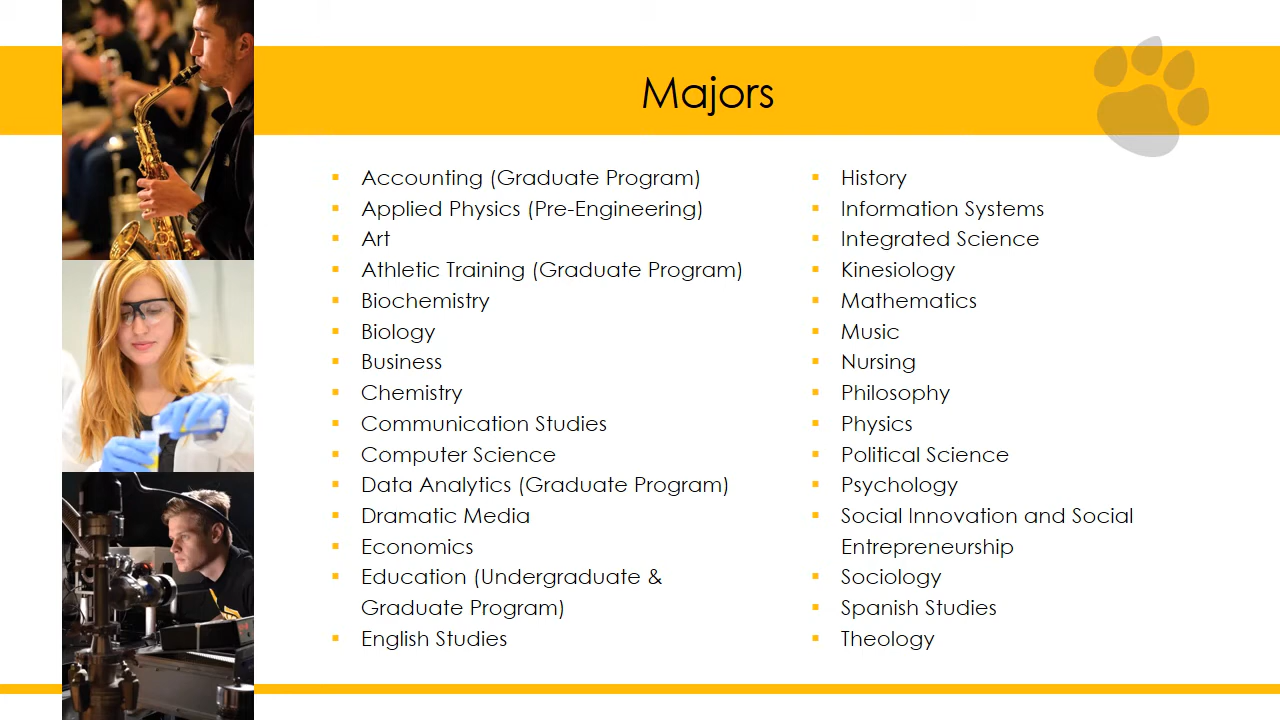 Majors
Accounting (Graduate Program)
Applied Physics (Pre-Engineering)
Art
Athletic Training (Graduate Program)
Biochemistry
Biology
Business
Chemistry
Communication Studies
Computer Science
Data Analytics (Graduate Program)
Dramatic Media
Economics
Education (Undergraduate &
Graduate Program)
English Studies
History
Information Systems
Integrated Science
Kinesiology
Mathematics
Music
Nursing
Philosophy
Physics
Political Science
Psychology
Social Innovation and Social
Entrepreneurship
Sociology
Spanish Studies
Theology